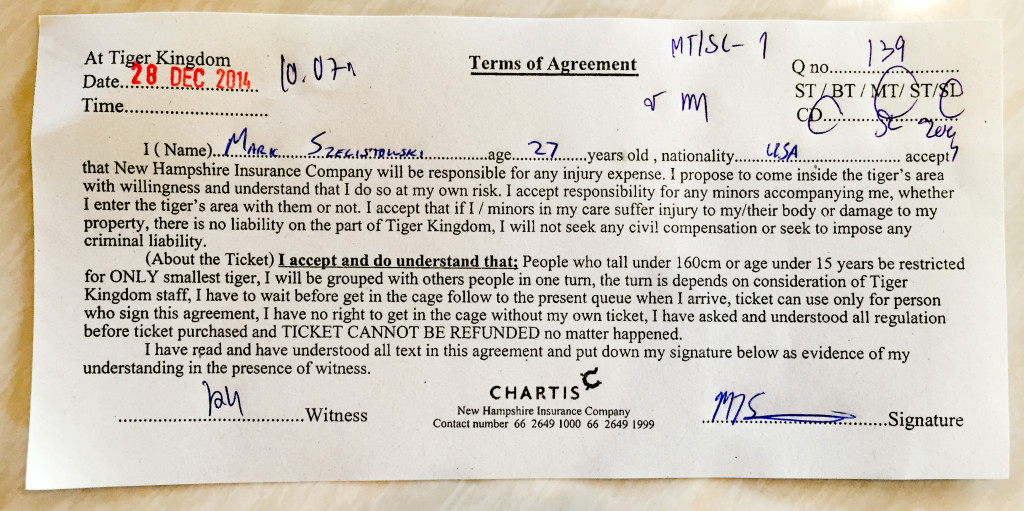 At Tiger Kingdom
Date..28 DEC 2014
10.07
Time...........................
Terms of Agreement
MT/SC-1
Q no.....139.....
ST / BT / MT/ ST/SD
CD...........................
I ( Name)..MARK SZEGISTOWSKI..........age....27......years old , nationality......USA...................... accept
that New Hampshire Insurance Company will be responsible for any injury expense. I propose to come inside the tiger's area
with willingness and understand that I do so at my own risk. I accept responsibility for any minors accompanying me, whether
I enter the tiger's area with them or not. I accept that if I / minors in my care suffer injury to my/their body or damage to my
property, there is no liability on the part of Tiger Kingdom, I will not seek any civil compensation or seek to impose any
criminal liability.
(About the Ticket) I accept and do understand that; People who tall under 160cm or age under 15 years be restricted
for ONLY smallest tiger, I will be grouped with others people in one turn, the turn is depends on consideration of Tiger
Kingdom staff, I have to wait before get in the cage follow to the present queue when I arrive, ticket can use only for person
who sign this agreement, I have no right to get in the cage without my own ticket, I have asked and understood all regulation
before ticket purchased and TICKET CANNOT BE REFUNDED no matter happened.
I have read and have understood all text in this agreement and put down my signature below as evidence of my
understanding in the presence of witness.
...................................Witness
CHARTIS
New Hampshire Insurance Company
Contact number 66 2649 1000 66 2649 1999
MS
...................................Signature